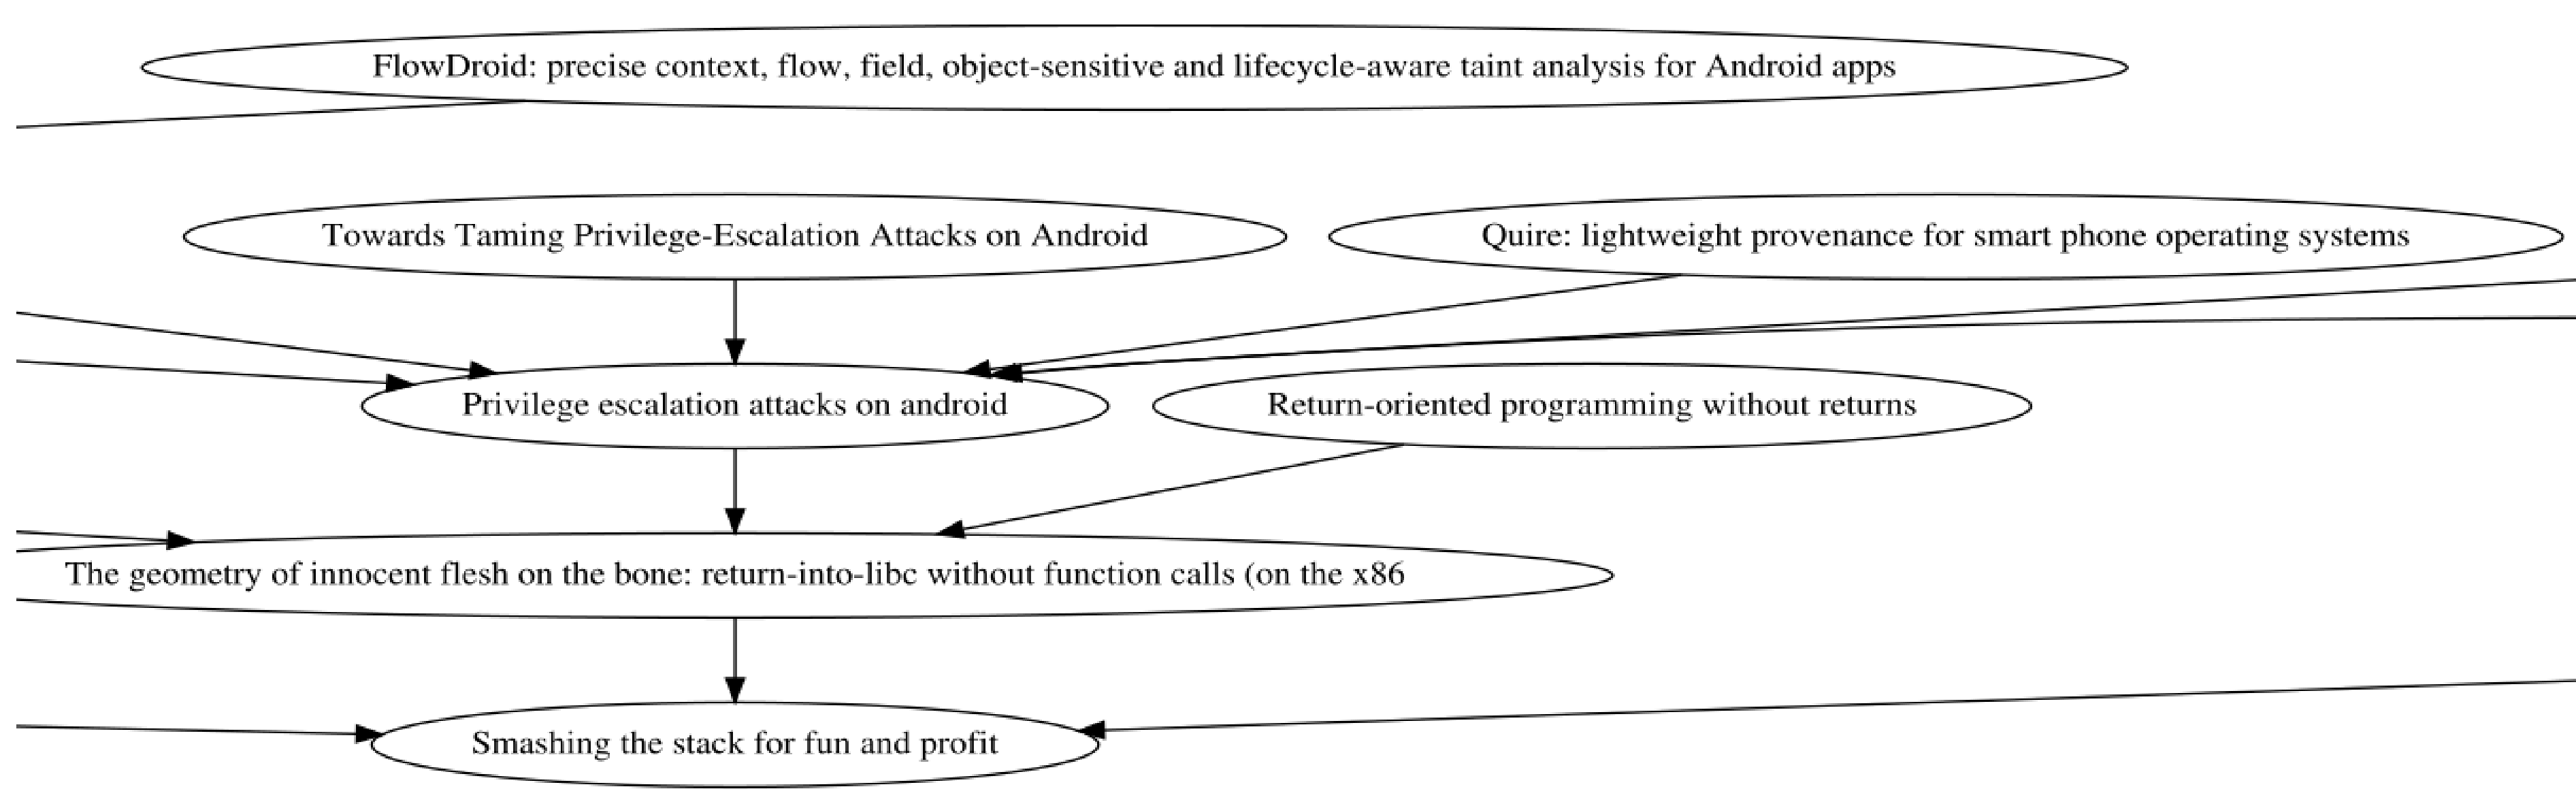 FlowDroid: precise context, flow, field, object-sensitive and lifecycle-aware taint analysis for Android apps
Towards Taming Privilege-Escalation Attacks on Android
Quire: lightweight provenance for smart phone operating systems
Privilege escalation attacks on android
Return-oriented programming without returns
The geometry of innocent flesh on the bone: return-into-libc without function calls (on the x86
Smashing the stack for fun and profit